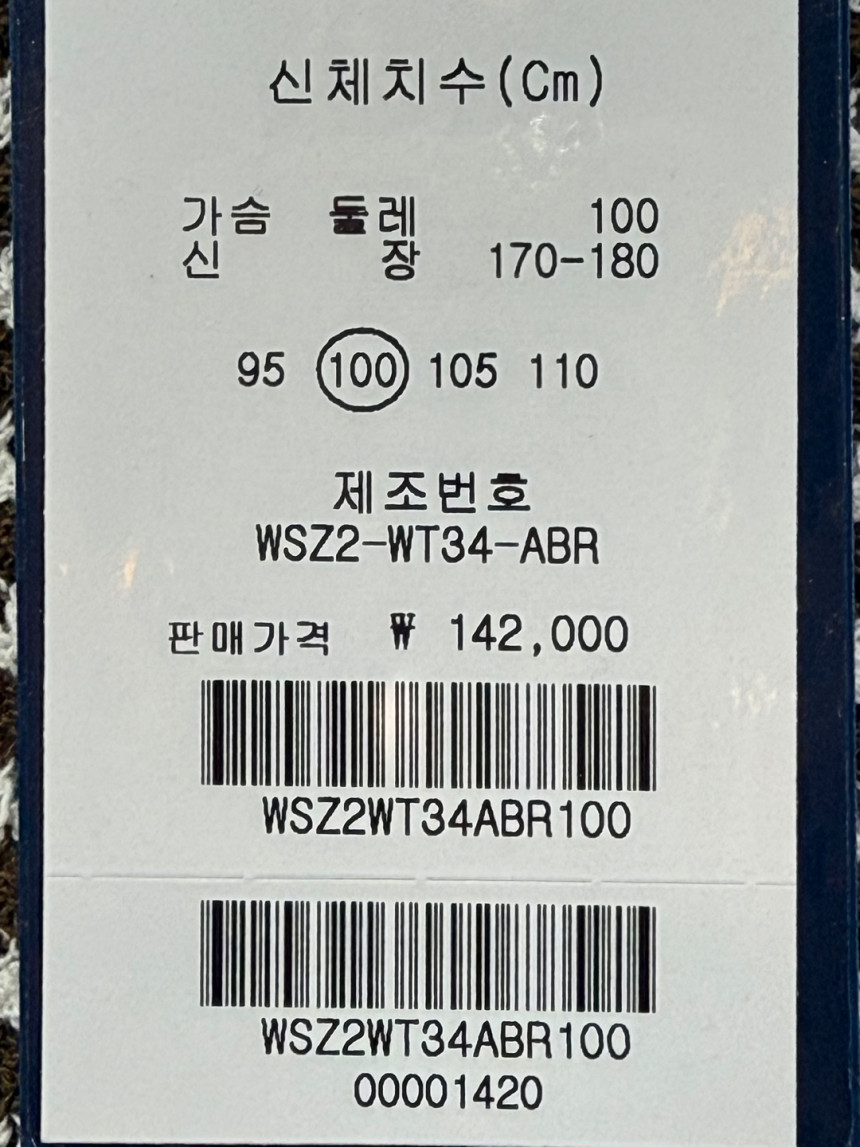 신체치수(Cm)
가슴 둘레 100
신 장 170-180
95 100 105 110
제조번호
WSZ2-WT34-ABR
판매가격 ₩ 142,000
WSZ2WT34ABR100
WSZ2WT34ABR100
00001420